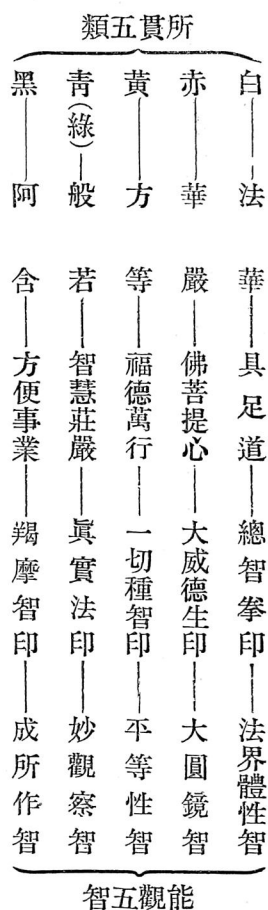 所貫五類
白——法華——具足道——總智拳印——法界體性智
赤——華嚴——佛菩提心——大威德生印——大圓鏡智
黃——方等——福德萬行——一切種智印——平等性智
青(綠)—般若——智慧莊嚴——眞實法印——妙觀察智
黑——阿含——方便事業——羯摩智印——成所作智
能觀五智